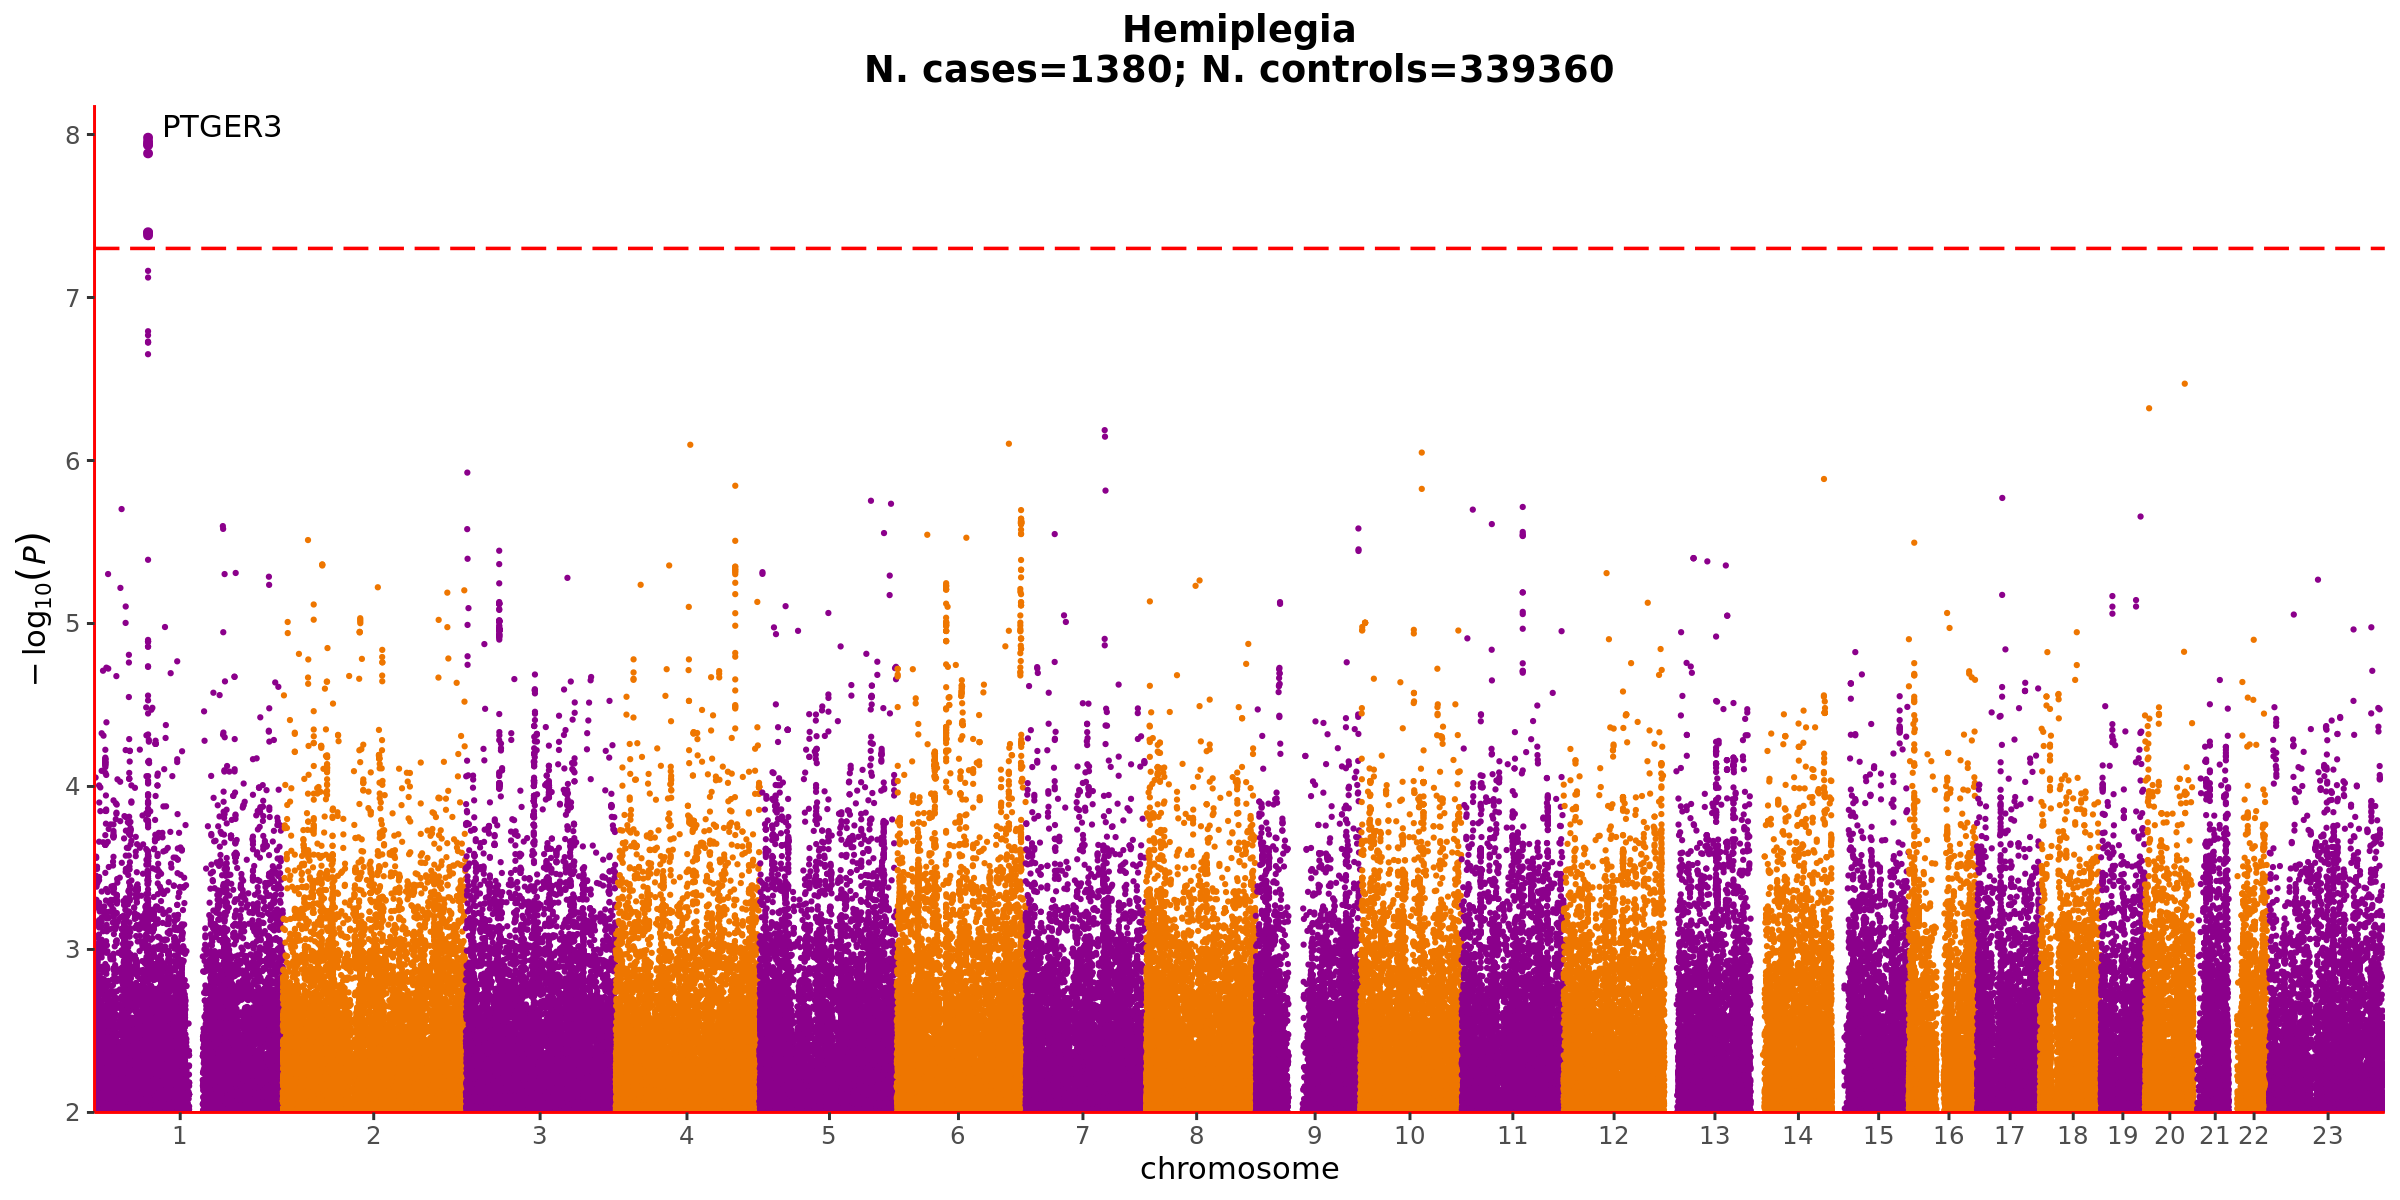 Hemiplegia
N. cases=1380; N. controls=339360
PTGER3
8
7
6
5
4
3
2
− log10(P)
1 2 3 4 5 6 7 8 9 10 11 12 13 14 15 16 17 18 19 20 21 22 23
chromosome